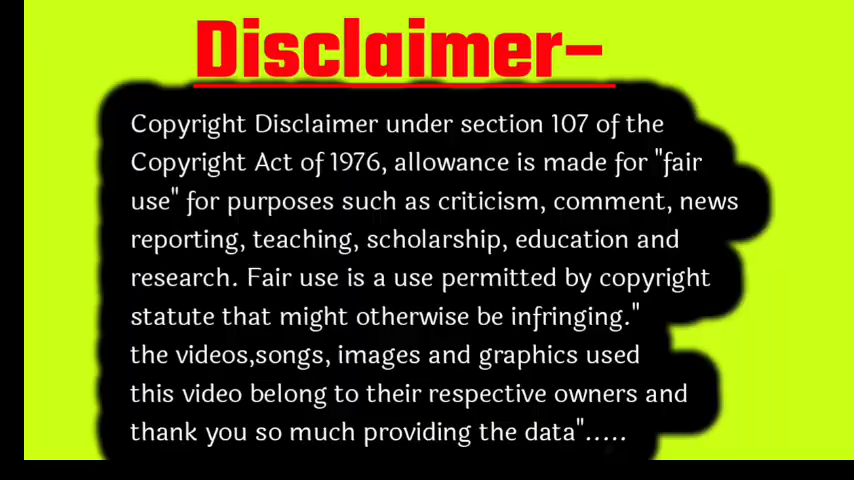 Disclaimer-
Copyright Disclaimer under section 107 of the
Copyright Act of 1976, allowance is made for "fair
use" for purposes such as criticism, comment, news
reporting, teaching, scholarship, education and
research. Fair use is a use permitted by copyright
statute that might otherwise be infringing."
the videos,songs, images and graphics used
this video belong to their respective owners and
thank you so much providing the data".....